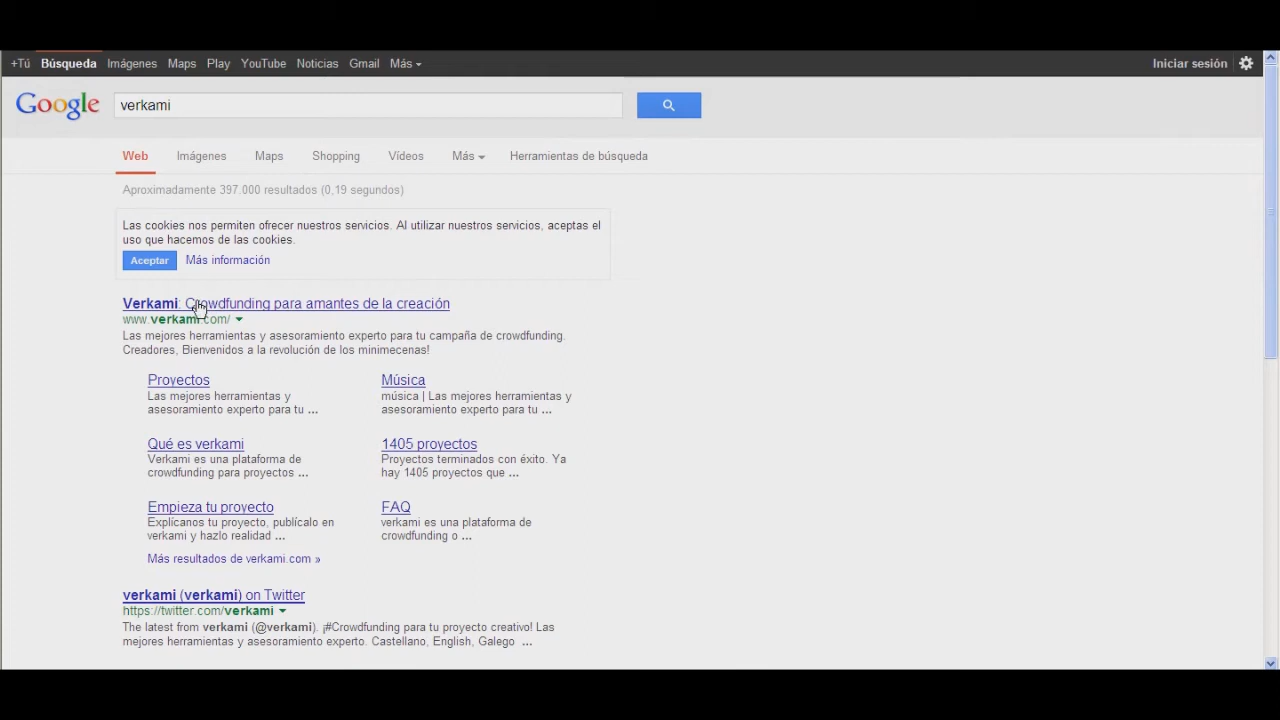 +Tú Búsqueda Imágenes Maps Play YouTube Noticias Gmail Más Iniciar sesión
Google verkami
Web Imágenes Maps Shopping Vídeos Más Herramientas de búsqueda
Aproximadamente 397.000 resultados (0,19 segundos)
Las cookies nos permiten ofrecer nuestros servicios. Al utilizar nuestros servicios, aceptas el
uso que hacemos de las cookies.
Aceptar Más información
Verkami: Crowdfunding para amantes de la creación
www.verkami.com/
Las mejores herramientas y asesoramiento experto para tu campaña de crowdfunding.
Creadores, Bienvenidos a la revolución de los minimecenas!
Proyectos
Las mejores herramientas y
asesoramiento experto para tu ...
Música
música | Las mejores herramientas y
asesoramiento experto para tu ...
Qué es verkami
Verkami es una plataforma de
crowdfunding para proyectos ...
1405 proyectos
Proyectos terminados con éxito. Ya
hay 1405 proyectos que ...
Empieza tu proyecto
Explícanos tu proyecto, publícalo en
verkami y hazlo realidad ...
FAQ
verkami es una plataforma de
crowdfunding o ...
Más resultados de verkami.com »
verkami (verkami) on Twitter
https://twitter.com/verkami
The latest from verkami (@verkami). ¡#Crowdfunding para tu proyecto creativo! Las
mejores herramientas y asesoramiento experto. Castellano, English, Galego ...